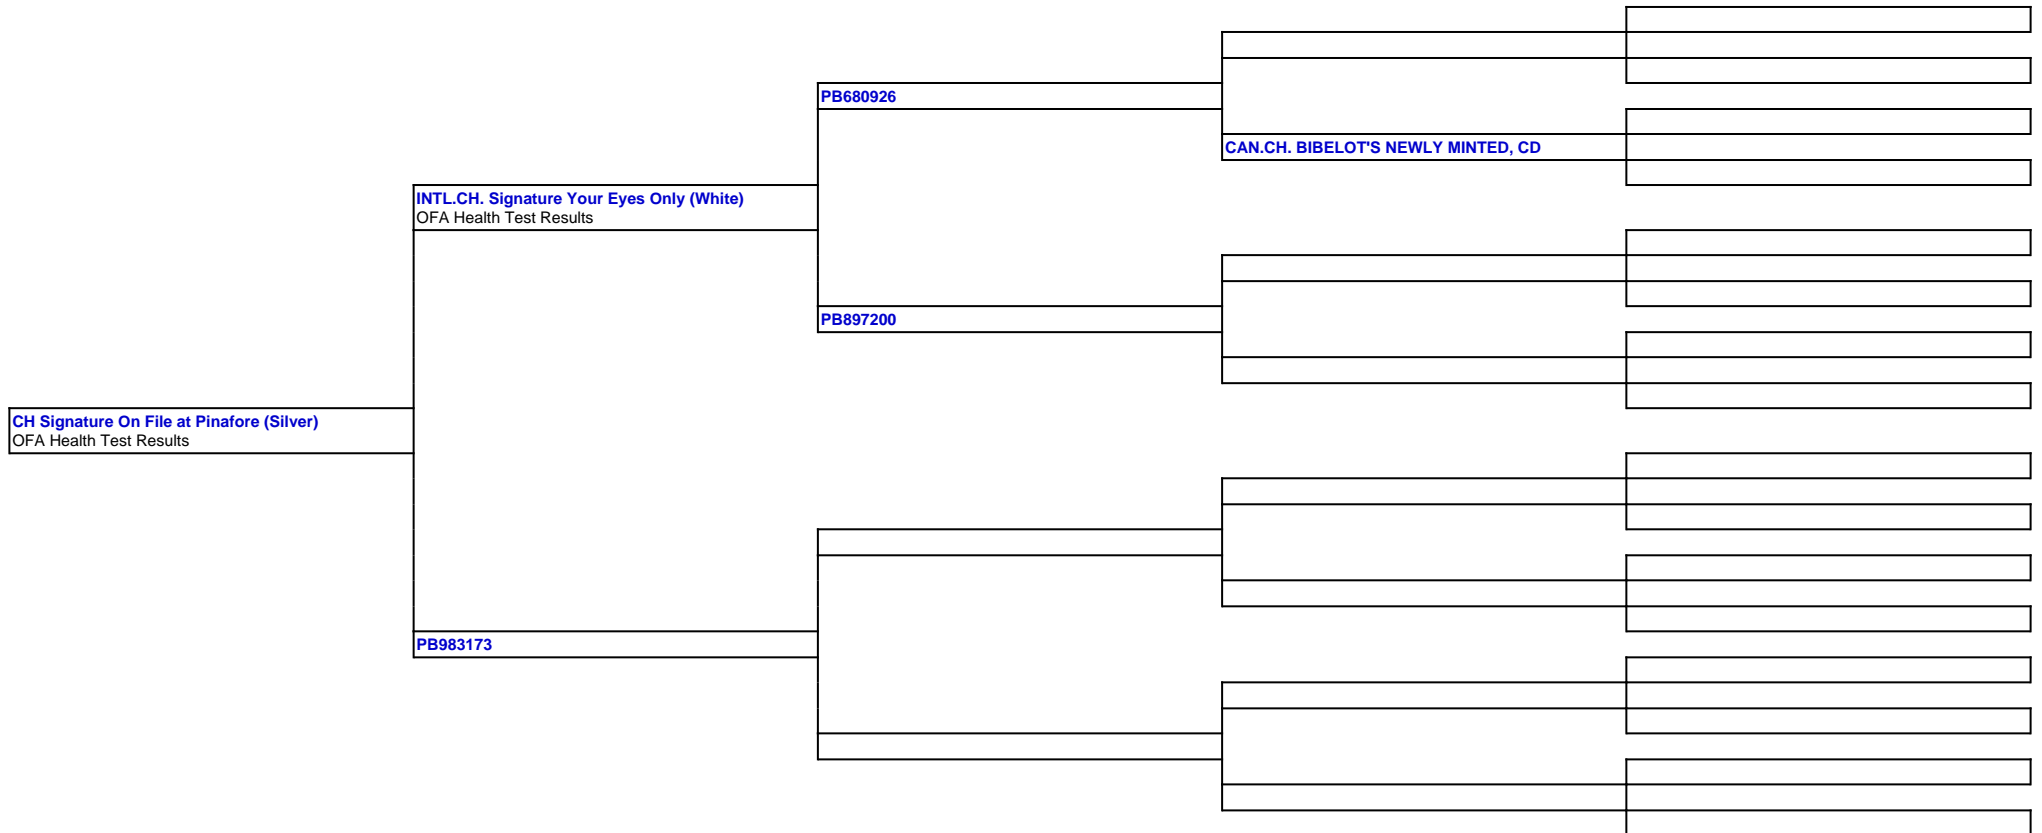 PB680926
CAN.CH. BIBELOT'S NEWLY MINTED, CD
INTL.CH. Signature Your Eyes Only (White)
OFA Health Test Results
PB897200
CH Signature On File at Pinafore (Silver)
OFA Health Test Results
PB983173